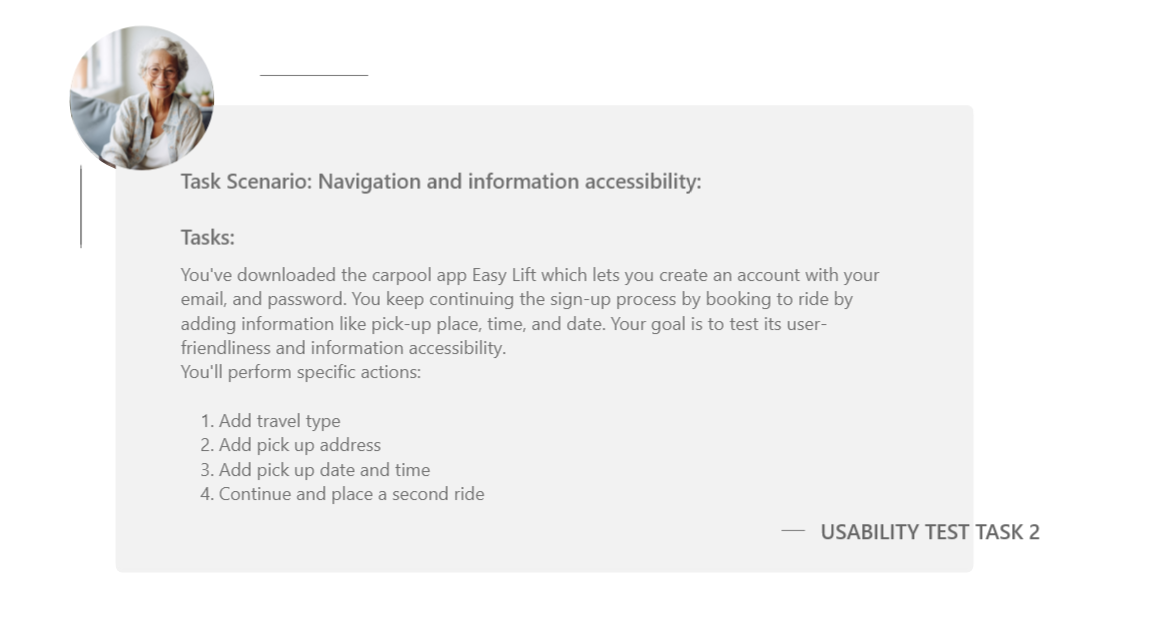 Task Scenario: Navigation and information accessibility:
Tasks:
You've downloaded the carpool app Easy Lift which lets you create an account with your
email, and password. You keep continuing the sign-up process by booking to ride by
adding information like pick-up place, time, and date. Your goal is to test its user-
friendliness and information accessibility.
You'll perform specific actions:
1. Add travel type
2. Add pick up address
3. Add pick up date and time
4. Continue and place a second ride
USABILITY TEST TASK 2